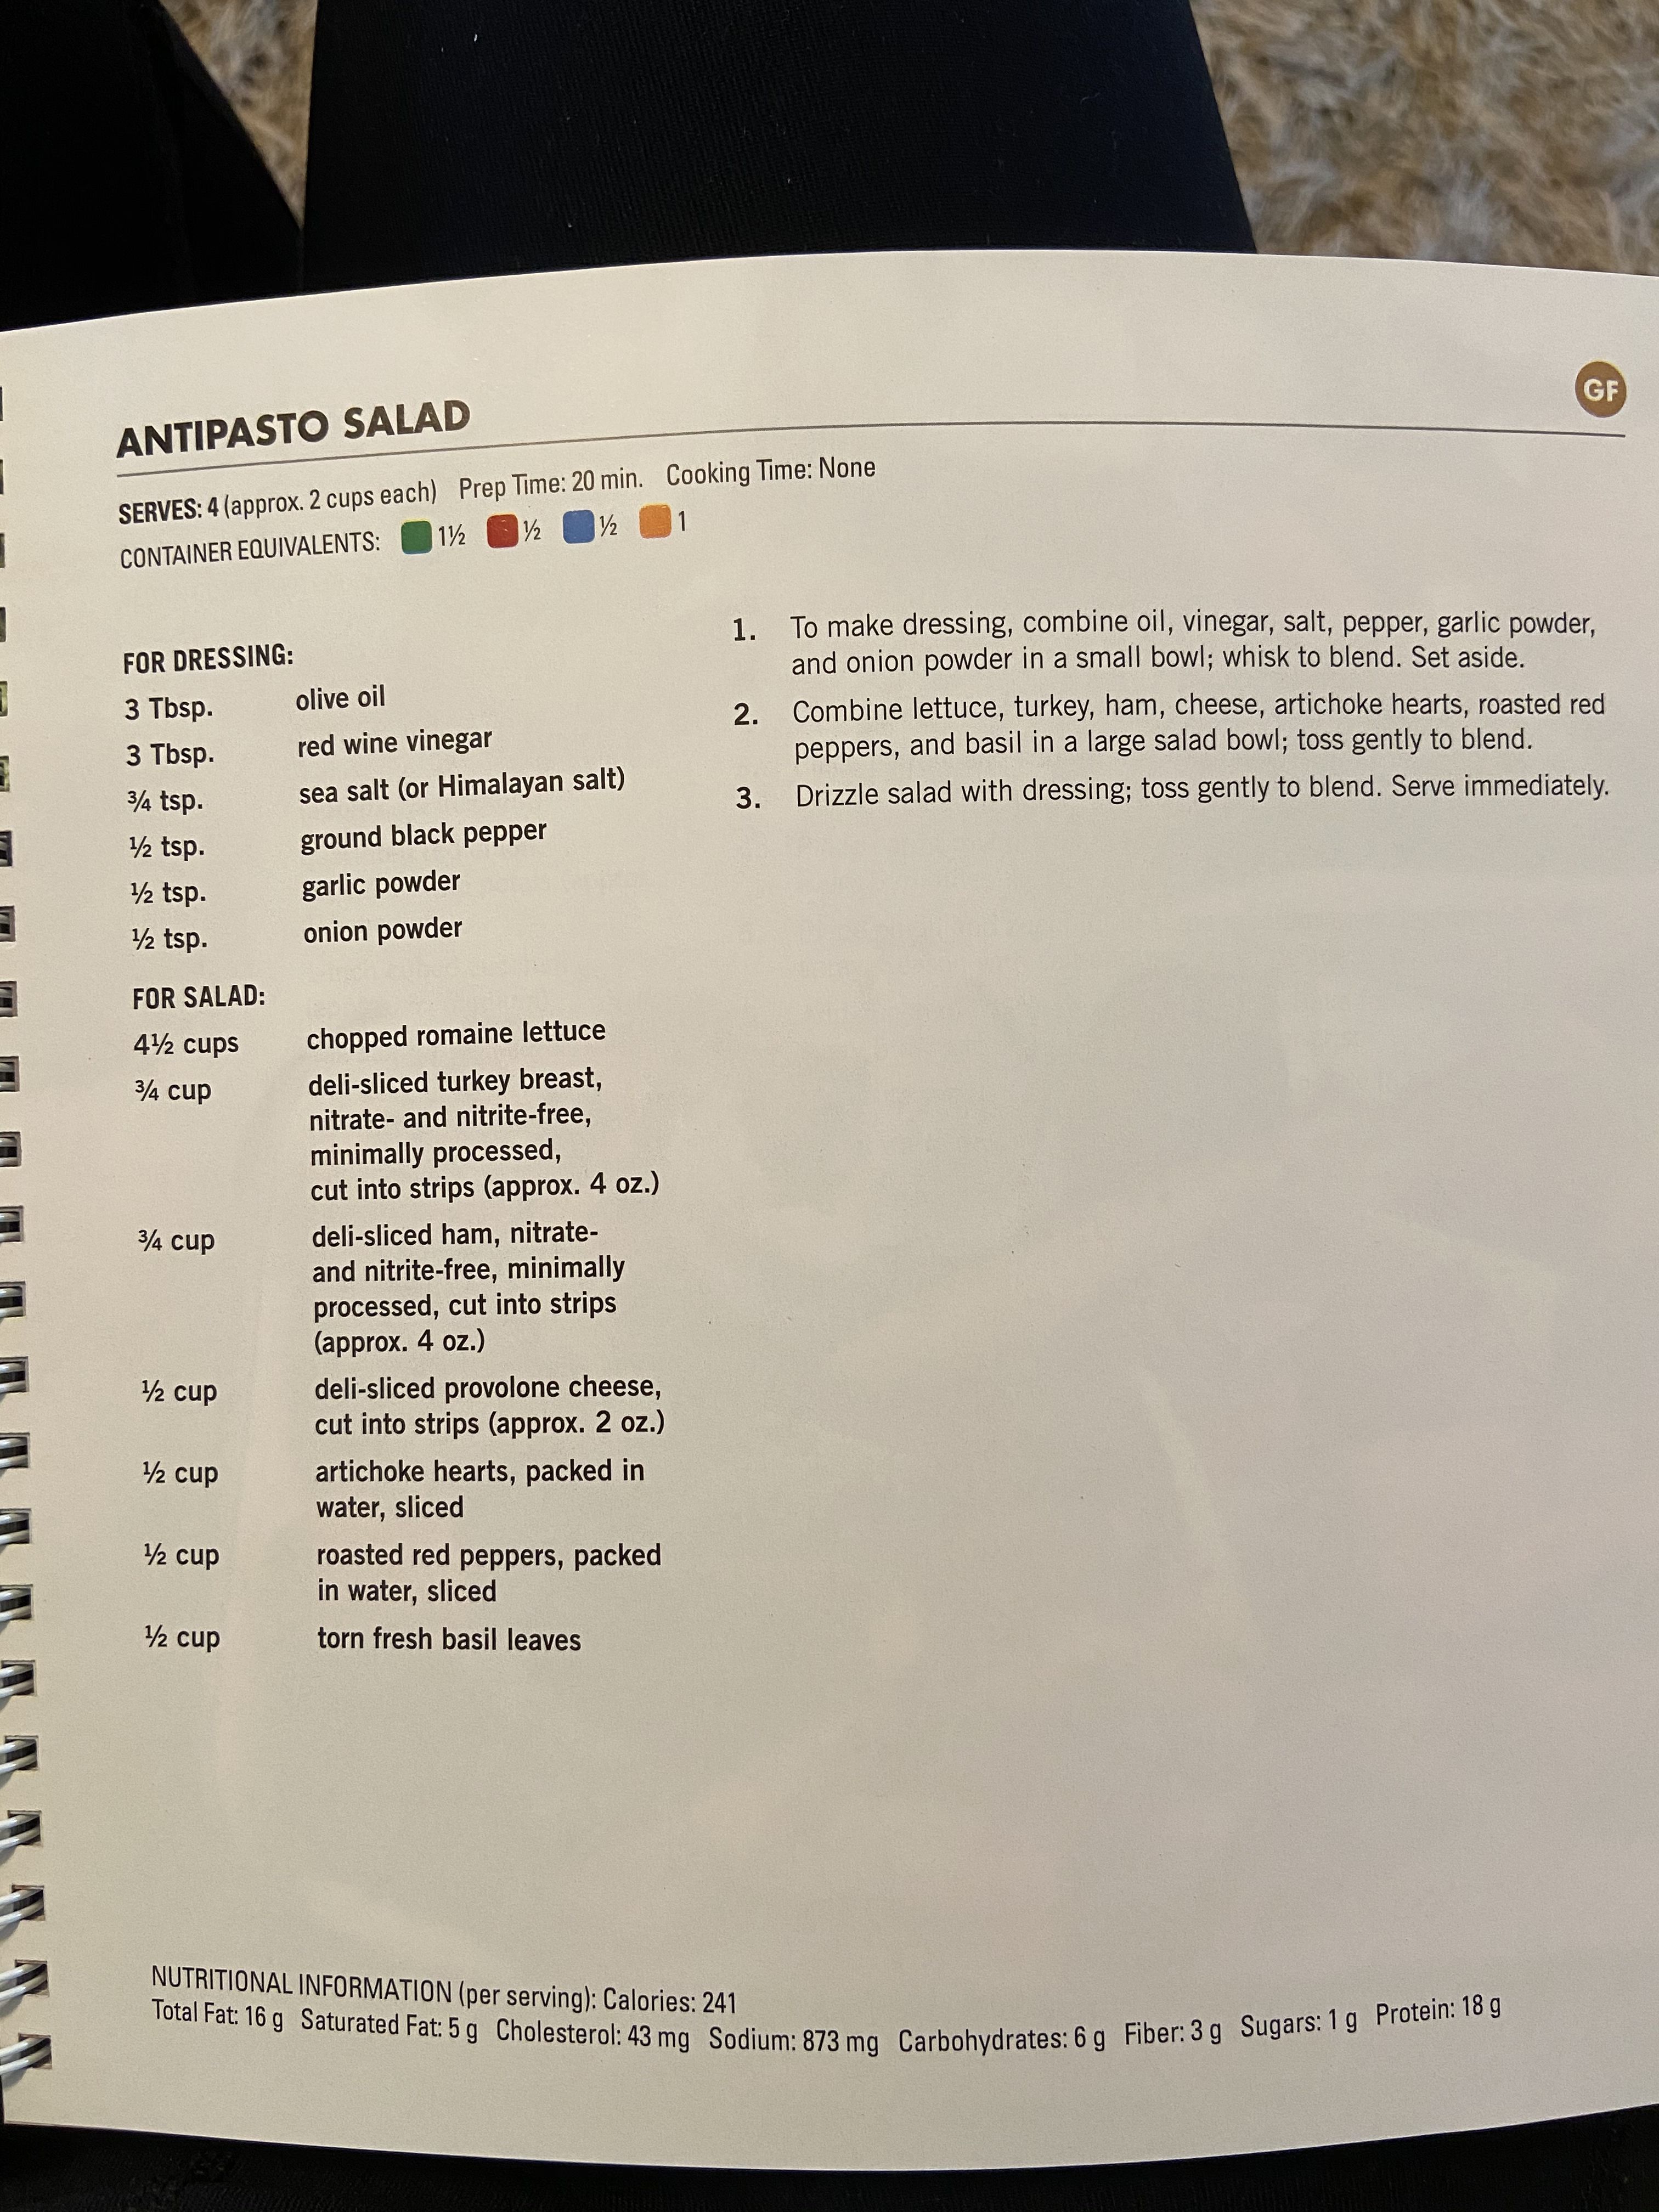 GF
ANTIPASTO SALAD
SERVES: 4 (approx. 2 cups each) Prep Time: 20 min. Cooking Time: None
CONTAINER EQUIVALENTS: 1½ ½ ½ 1
FOR DRESSING:
3 Tbsp. olive oil
3 Tbsp. red wine vinegar
¾ tsp. sea salt (or Himalayan salt)
½ tsp. ground black pepper
½ tsp. garlic powder
½ tsp. onion powder
FOR SALAD:
4½ cups chopped romaine lettuce
¾ cup deli-sliced turkey breast,
nitrate- and nitrite-free,
minimally processed,
cut into strips (approx. 4 oz.)
¾ cup deli-sliced ham, nitrate-
and nitrite-free, minimally
processed, cut into strips
(approx. 4 oz.)
½ cup deli-sliced provolone cheese,
cut into strips (approx. 2 oz.)
½ cup artichoke hearts, packed in
water, sliced
½ cup roasted red peppers, packed
in water, sliced
½ cup torn fresh basil leaves
1. To make dressing, combine oil, vinegar, salt, pepper, garlic powder,
and onion powder in a small bowl; whisk to blend. Set aside.
2. Combine lettuce, turkey, ham, cheese, artichoke hearts, roasted red
peppers, and basil in a large salad bowl; toss gently to blend.
3. Drizzle salad with dressing; toss gently to blend. Serve immediately.
NUTRITIONAL INFORMATION (per serving): Calories: 241
Total Fat: 16 g Saturated Fat: 5 g Cholesterol: 43 mg Sodium: 873 mg Carbohydrates: 6 g Fiber: 3 g Sugars: 1 g Protein: 18 g